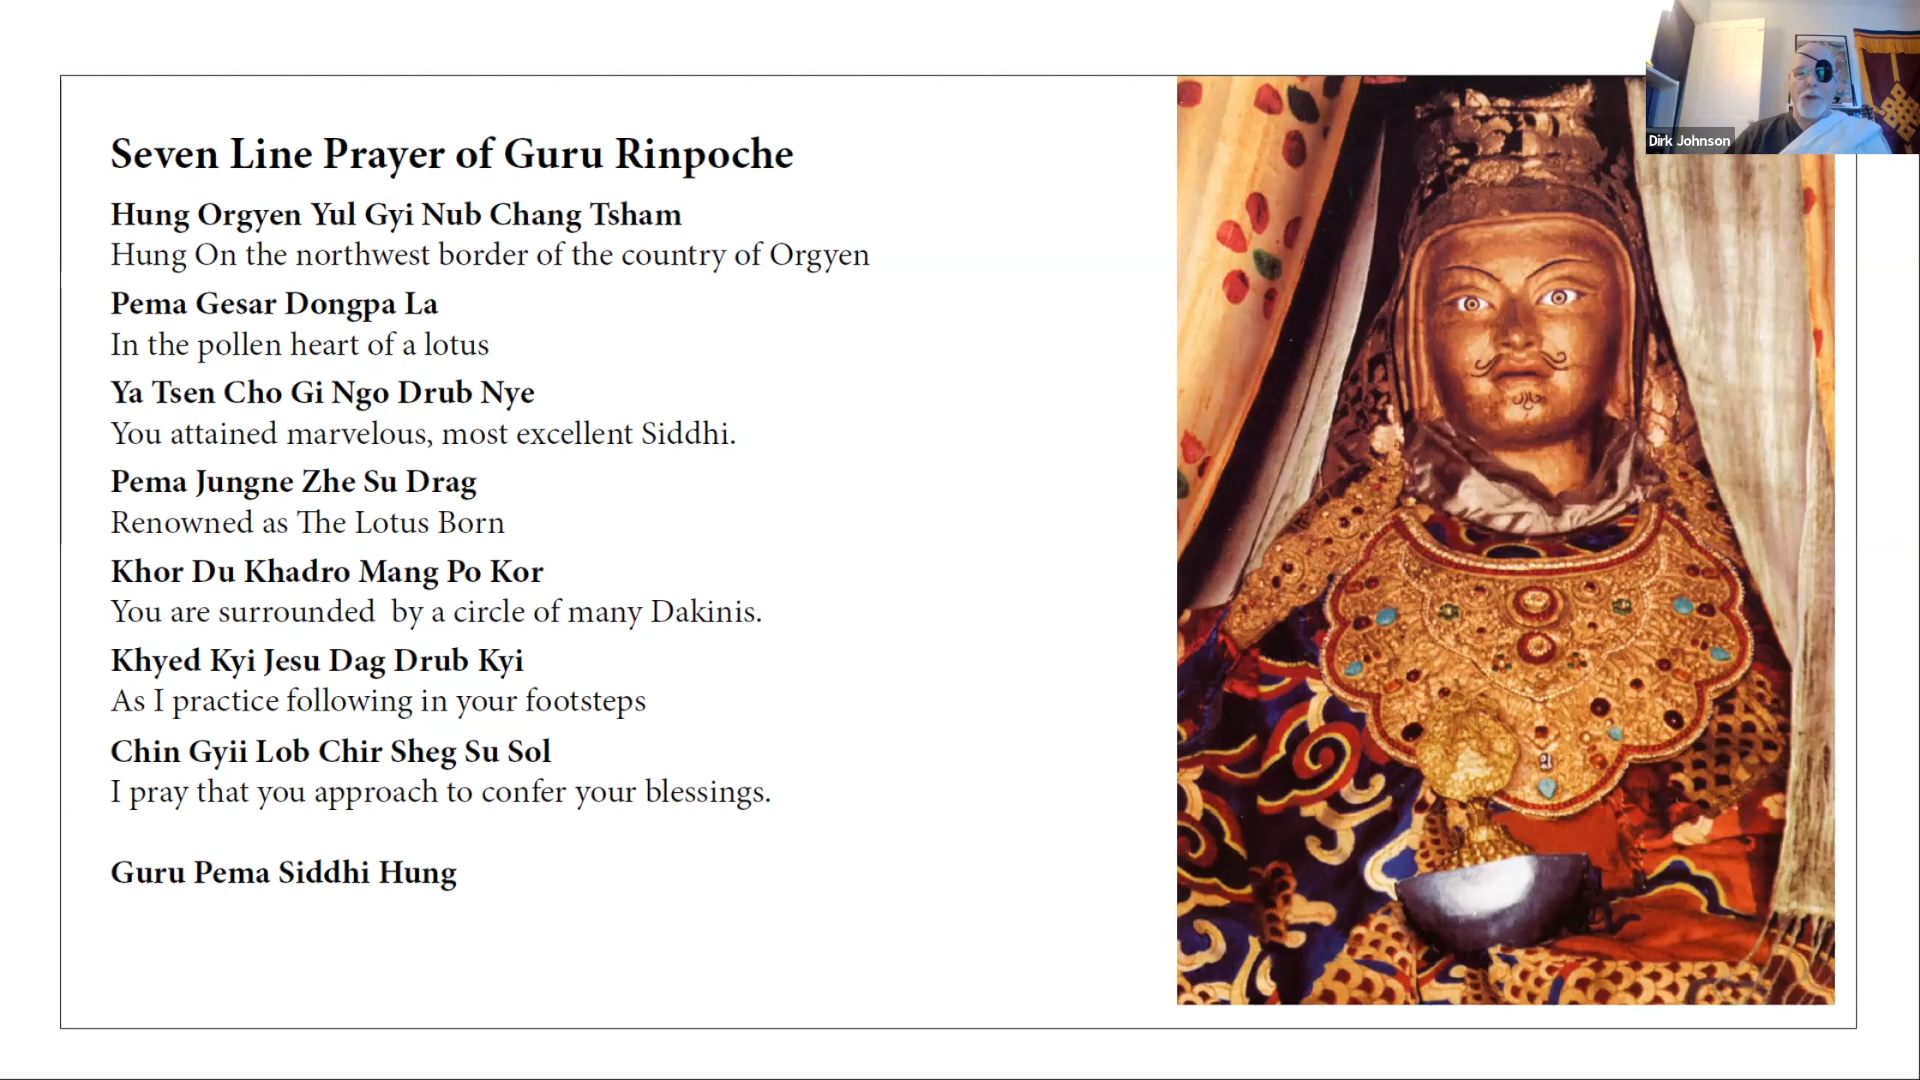 Dirk Johnson
Seven Line Prayer of Guru Rinpoche
Hung Orgyen Yul Gyi Nub Chang Tsham
Hung On the northwest border of the country of Orgyen
Pema Gesar Dongpa La
In the pollen heart of a lotus
Ya Tsen Cho Gi Ngo Drub Nye
You attained marvelous, most excellent Siddhi.
Pema Jungne Zhe Su Drag
Renowned as The Lotus Born
Khor Du Khadro Mang Po Kor
You are surrounded  by a circle of many Dakinis.
Khyed Kyi Jesu Dag Drub Kyi
As I practice following in your footsteps
Chin Gyii Lob Chir Sheg Su Sol
I pray that you approach to confer your blessings.
Guru Pema Siddhi Hung